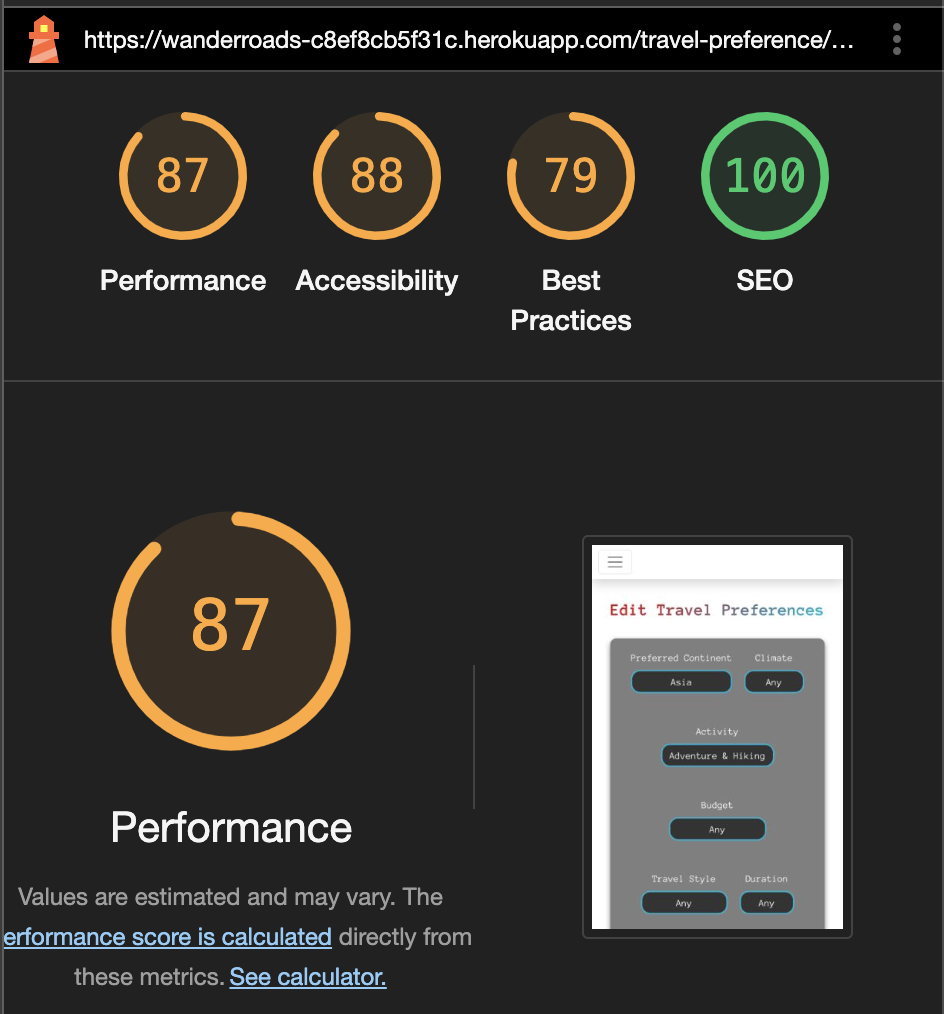 https://wanderroads-c8ef8cb5f31c.herokuapp.com/travel-preference/...
87
88
79
100
Performance
Accessibility
Best
Practices
SEO
87
Performance
Values are estimated and may vary. The
erformance score is calculated directly from
these metrics. See calculator.
Edit Travel Preferences
Preferred Continent
Climate
Asia
Any
Activity
Adventure & Hiking
Budget
Any
Travel Style
Duration
Any
Any